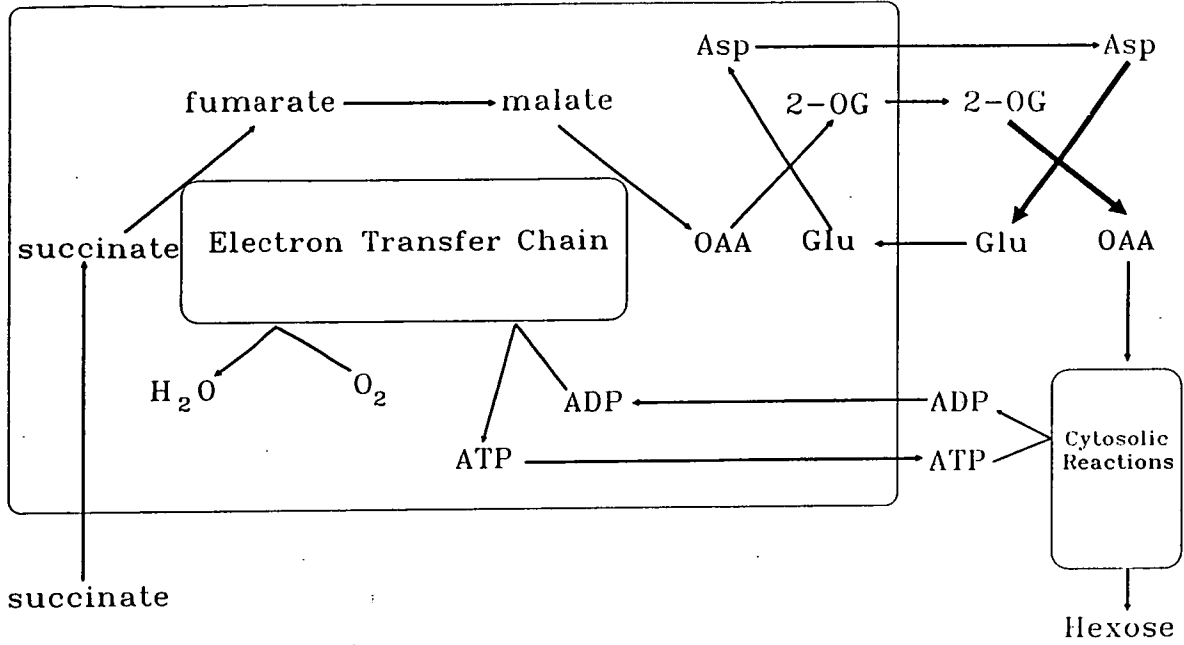 Asp Asp
fumarate malate 2-OG 2-OG
succinate Electron Transfer Chain OAA Glu Glu OAA
H₂O O₂ ADP ADP
Cytosolic
Reactions
ATP ATP
succinate
Hexose